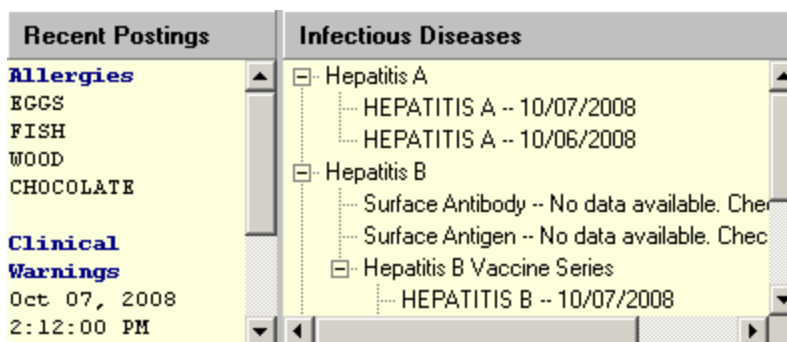 Recent Postings
Allergies
EGGS
FISH
WOOD
CHOCOLATE
Clinical
Warnings
Oct 07, 2008
2:12:00 PM
Infectious Diseases
Hepatitis A
HEPATITIS A -- 10/07/2008
HEPATITIS A -- 10/06/2008
Hepatitis B
Surface Antibody -- No data available. Che
Surface Antigen -- No data available. Chec
Hepatitis B Vaccine Series
HEPATITIS B -- 10/07/2008